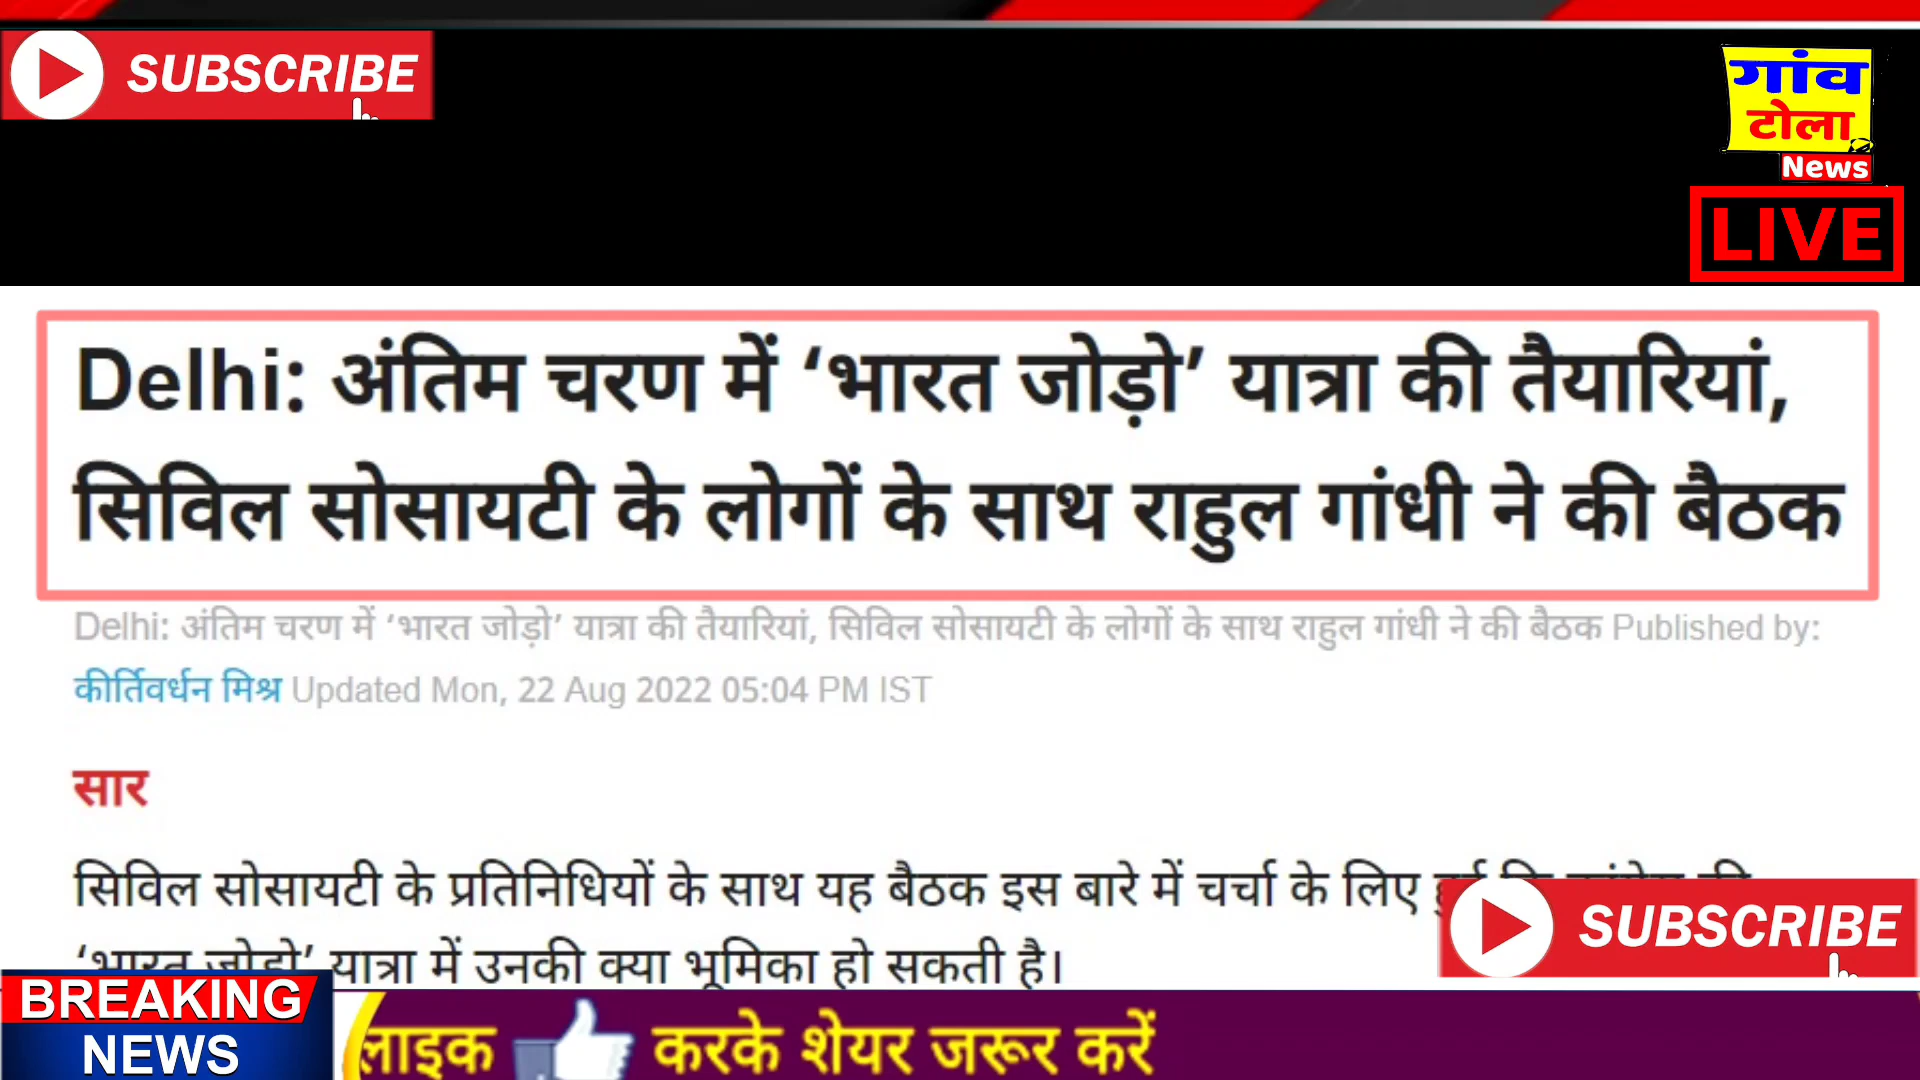 SUBSCRIBE
गांव
टोला
News
LIVE
Delhi: अंतिम चरण में ‘भारत जोड़ो’ यात्रा की तैयारियां,
सिविल सोसायटी के लोगों के साथ राहुल गांधी ने की बैठक
Delhi: अंतिम चरण में ‘भारत जोड़ो’ यात्रा की तैयारियां, सिविल सोसायटी के लोगों के साथ राहुल गांधी ने की बैठक Published by:
कीर्तिवर्धन मिश्र Updated Mon, 22 Aug 2022 05:04 PM IST
सार
सिविल सोसायटी के प्रतिनिधियों के साथ यह बैठक इस बारे में चर्चा के लिए
‘भारत जोड़ो’ यात्रा में उनकी क्या भूमिका हो सकती है।
SUBSCRIBE
BREAKING
NEWS
लाइक करके शेयर जरूर करें